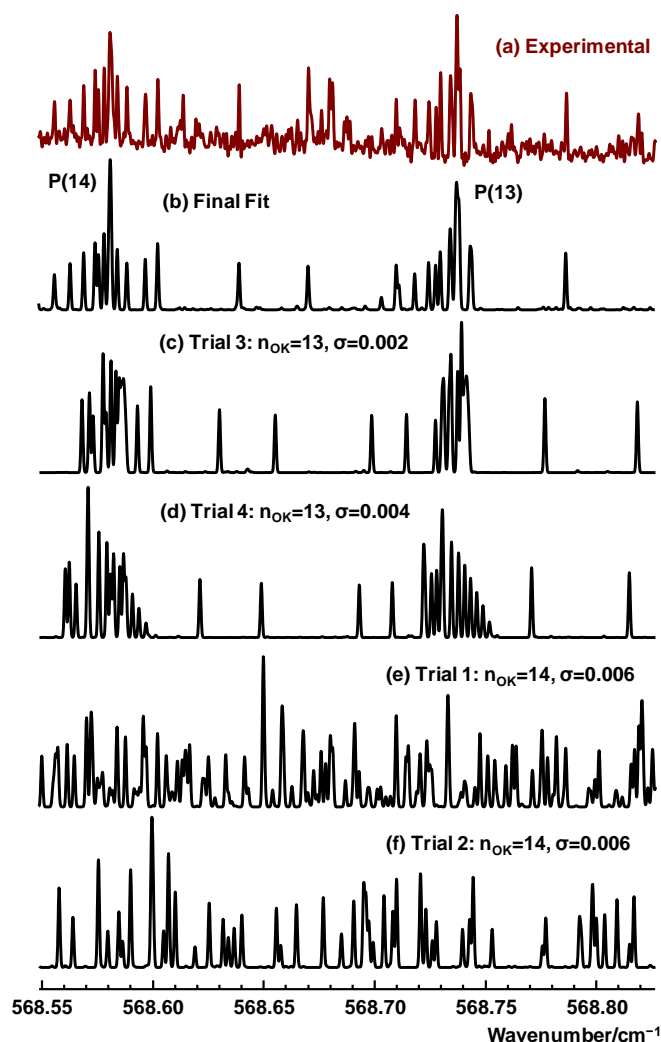 (a) Experimental
P(14)
(b) Final Fit
P(13)
(c) Trial 3: nOK=13, σ=0.002
(d) Trial 4: nOK=13, σ=0.004
(e) Trial 1: nOK=14, σ=0.006
(f) Trial 2: nOK=14, σ=0.006
568.55 568.60 568.65 568.70 568.75 568.80
Wavenumber/cm⁻¹